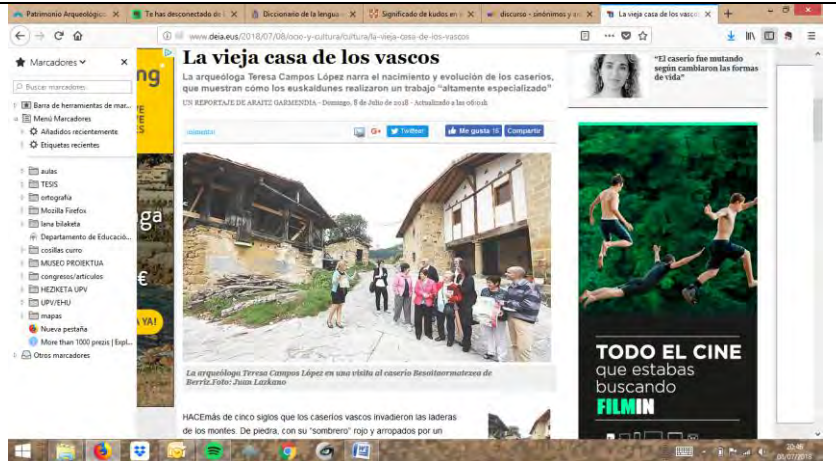 Patrimonio Arqueológico
Te has desconectado de
Diccionario de la lengua
Significado de kudos en
discurso - sinónimos y
La vieja casa de los vascos
www.deia.eus/2018/07/08/ocio-y-cultura/cultura/la-vieja-casa-de-los-vascos
Marcadores
Buscar marcadores
Barra de herramientas de mar...
Menú Marcadores
Añadidos recientemente
Etiquetas recientes
aulas
TESIS
ortografía
Mozilla Firefox
lana bilaketa
Departamento de Educació...
cosillas curro
MUSEO PROIEKTUA
congresos/artículos
HEZIKETA UPV
UPV/EHU
mapas
Nueva pestaña
More than 1000 prezis | Expl...
Otros marcadores
ng
ga
€
YA!
La vieja casa de los vascos
La arqueóloga Teresa Campos López narra el nacimiento y evolución de los caseríos,
que muestran cómo los euskaldunes realizaron un trabajo "altamente especializado"
UN REPORTAJE DE ARAITZ GARMENDIA - Domingo, 8 de Julio de 2018 - Actualizado a las 06:01h
G+
Twittear
Me gusta 16
Compartir
La arqueóloga Teresa Campos López en una visita al caserío Besoitaormaetxea de
Berriz.Foto: Juan Lazkano
HACEmás de cinco siglos que los caseríos vascos invadieron las laderas
de los montes. De piedra, con su "sombrero" rojo y arropados por un
"El caserío fue mutando
según cambiaron las formas
de vida"
TODO EL CINE
que estabas
buscando
FILMIN
20:46
08/07/2018